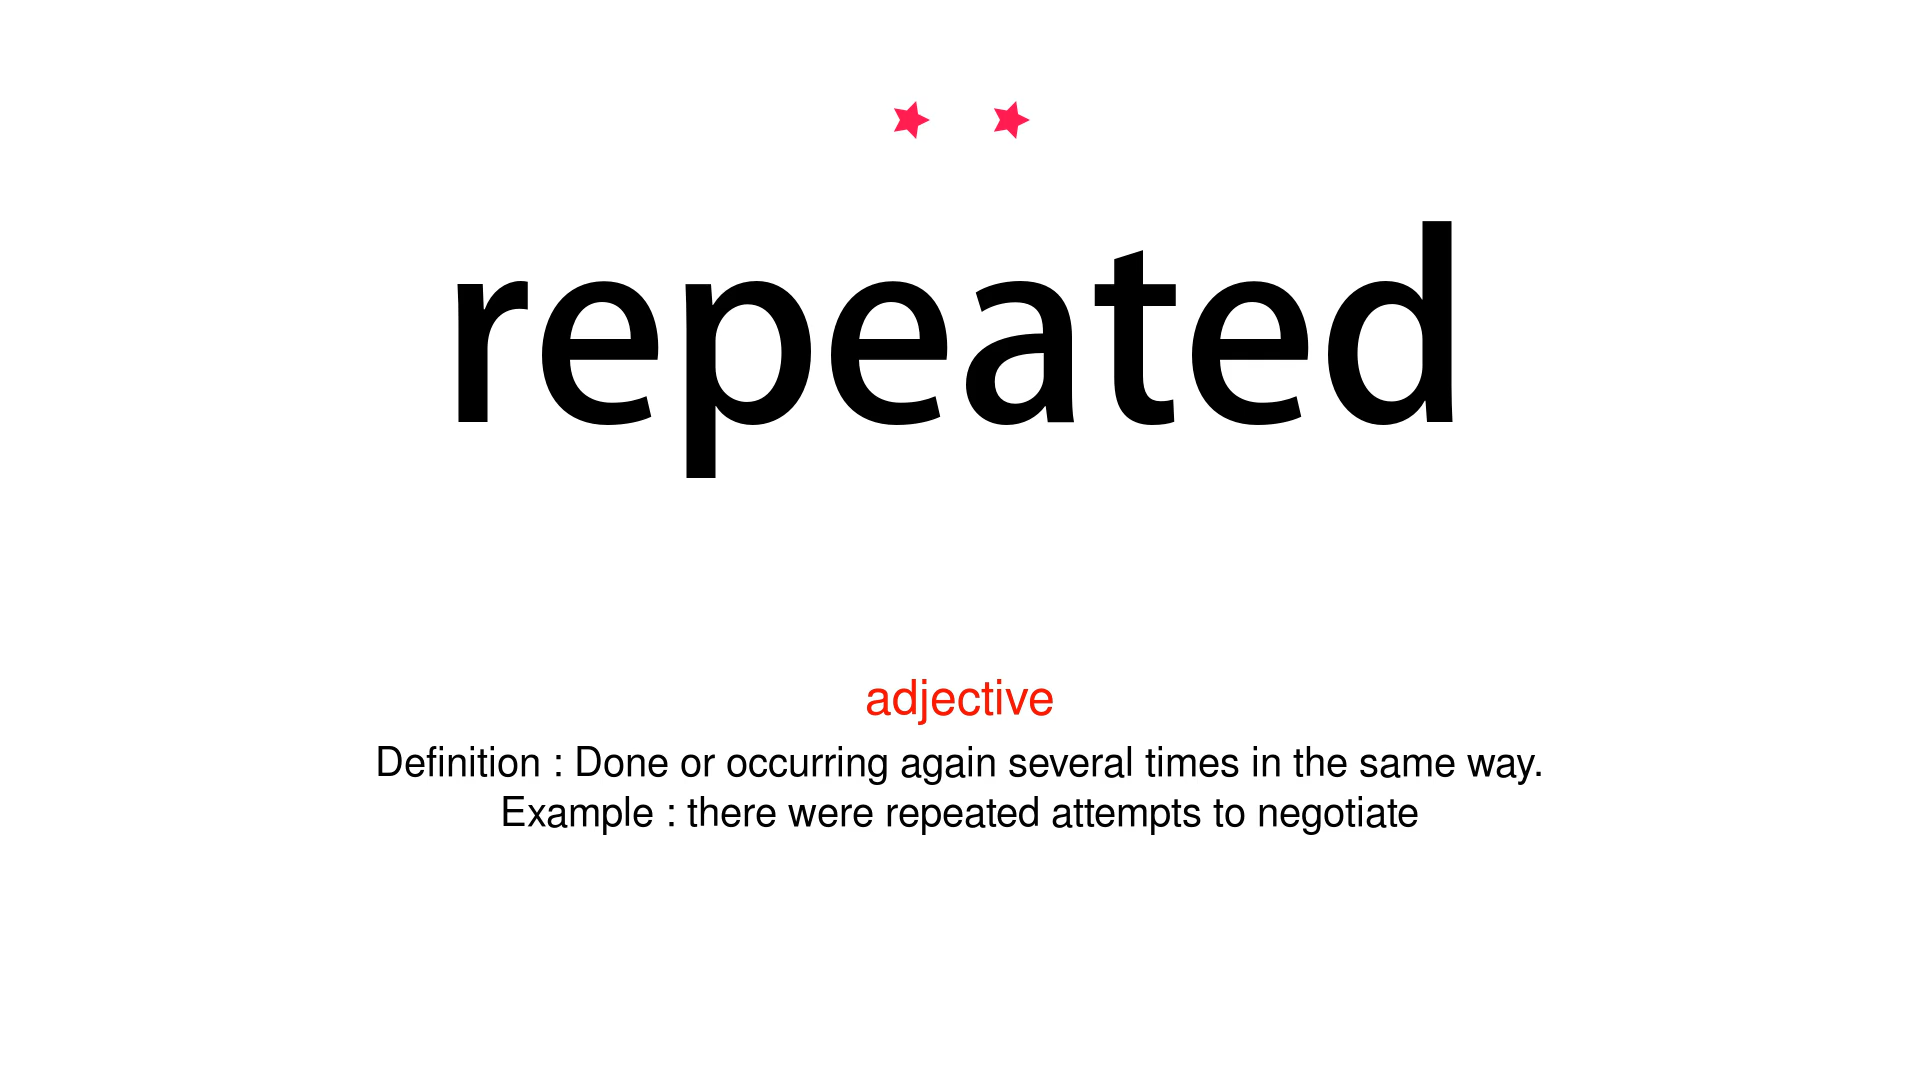 repeated
adjective
Definition : Done or occurring again several times in the same way.
Example : there were repeated attempts to negotiate